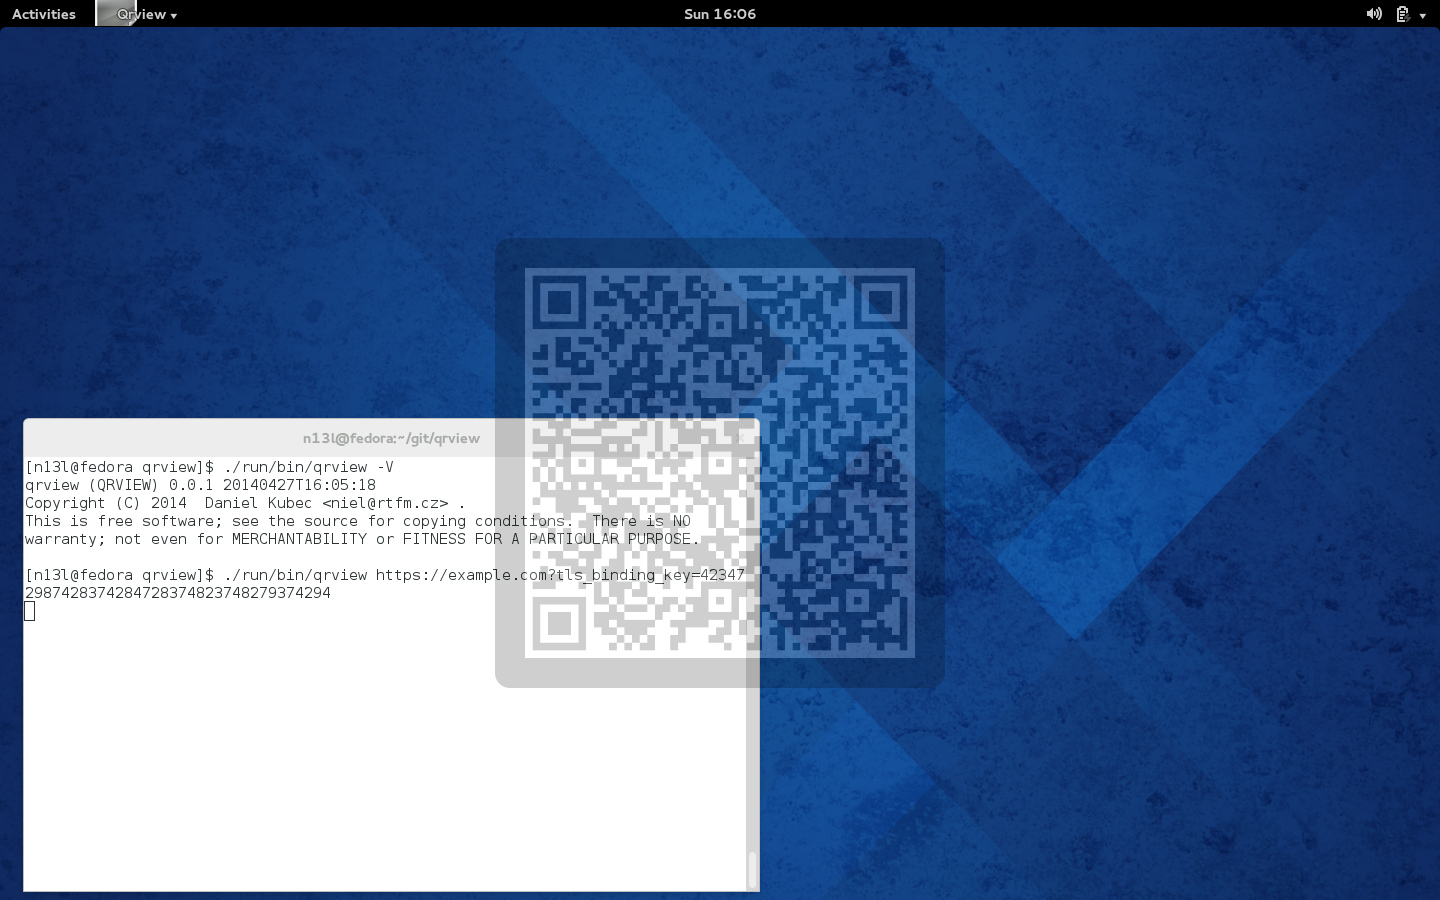 Activities Qrview Sun 16:06
n13l@fedora:~/git/qrview
[n13l@fedora qrview]$ ./run/bin/qrview -V
qrview (QRVIEW) 0.0.1 20140427T16:05:18
Copyright (C) 2014  Daniel Kubec <niel@rtfm.cz> .
This is free software; see the source for copying conditions.  There is NO
warranty; not even for MERCHANTABILITY or FITNESS FOR A PARTICULAR PURPOSE.
[n13l@fedora qrview]$ ./run/bin/qrview https://example.com?tls_binding_key=42347
2987428374284728374823748279374294